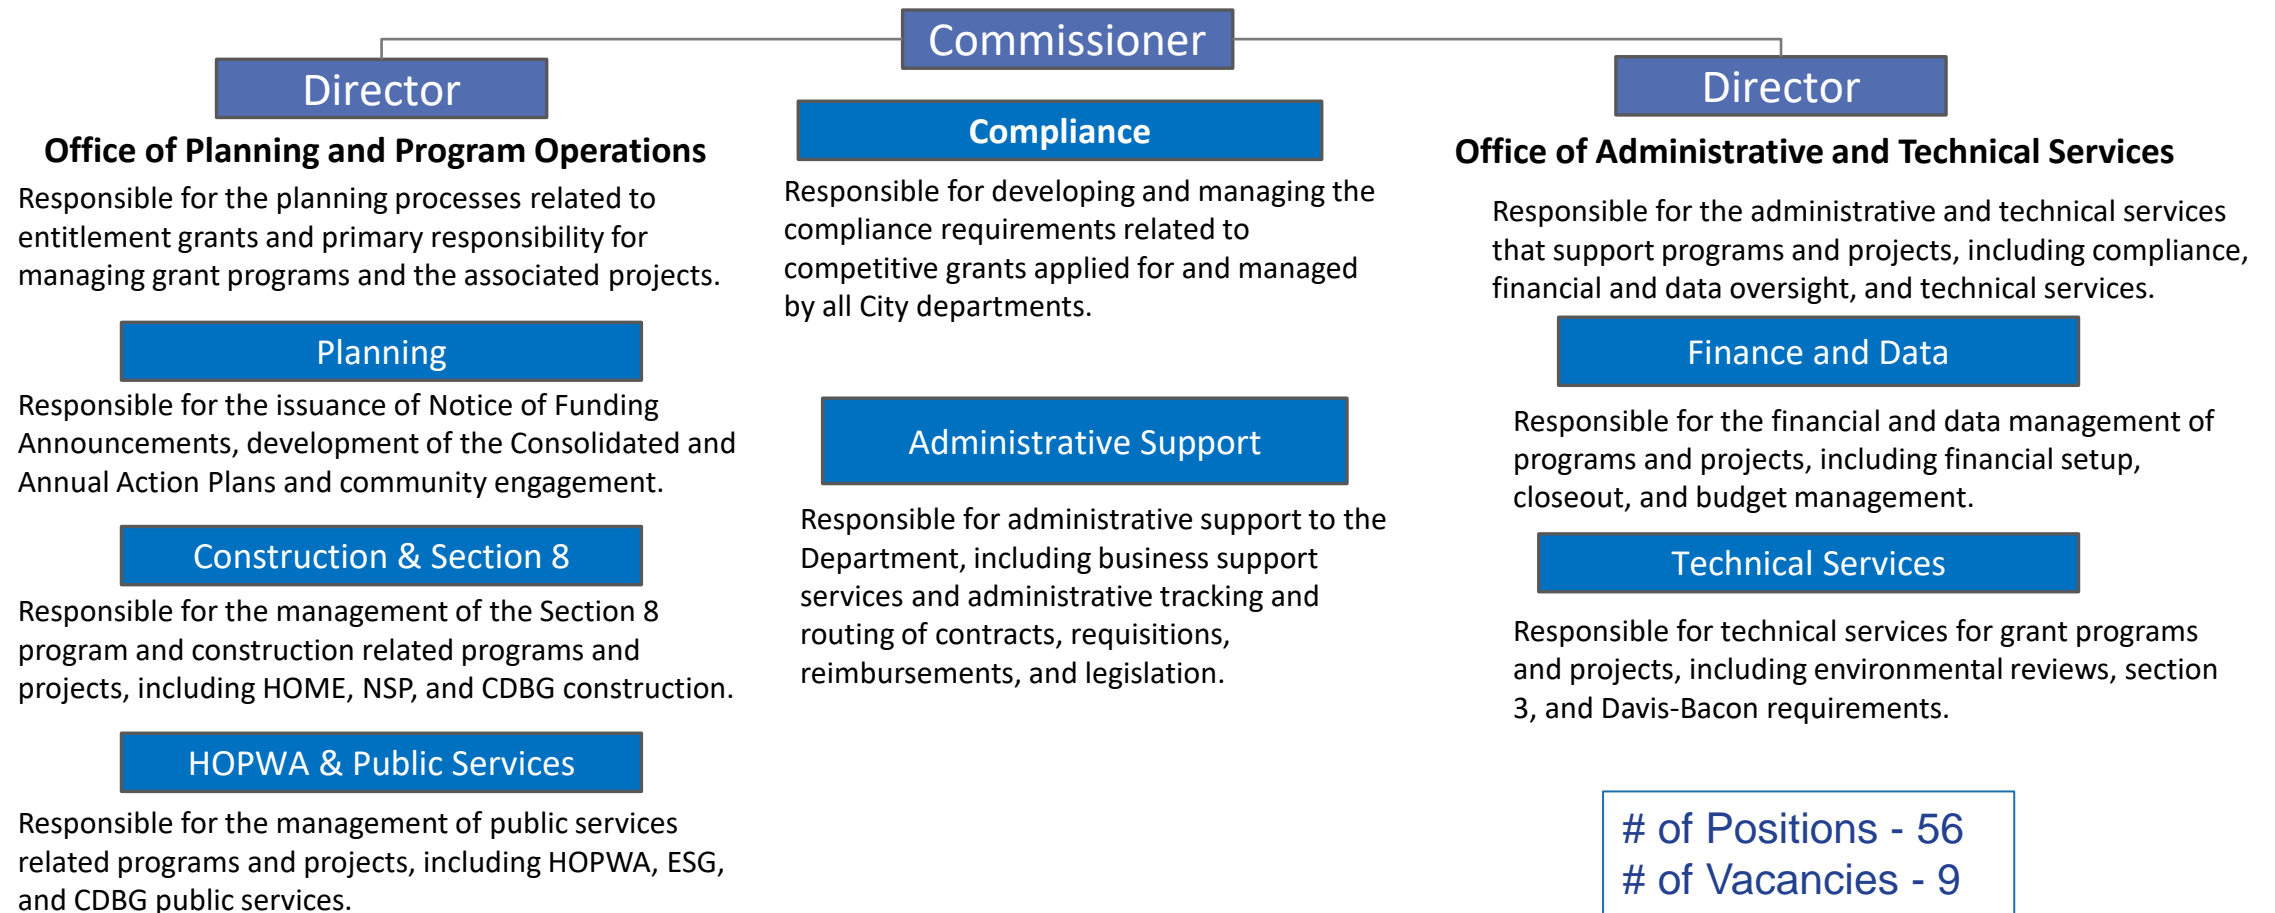 Commissioner
Director
Office of Planning and Program Operations
Responsible for the planning processes related to
entitlement grants and primary responsibility for
managing grant programs and the associated projects.
Planning
Responsible for the issuance of Notice of Funding
Announcements, development of the Consolidated and
Annual Action Plans and community engagement.
Construction & Section 8
Responsible for the management of the Section 8
program and construction related programs and
projects, including HOME, NSP, and CDBG construction.
HOPWA & Public Services
Responsible for the management of public services
related programs and projects, including HOPWA, ESG,
and CDBG public services.
Compliance
Responsible for developing and managing the
compliance requirements related to
competitive grants applied for and managed
by all City departments.
Administrative Support
Responsible for administrative support to the
Department, including business support
services and administrative tracking and
routing of contracts, requisitions,
reimbursements, and legislation.
Director
Office of Administrative and Technical Services
Responsible for the administrative and technical services
that support programs and projects, including compliance,
financial and data oversight, and technical services.
Finance and Data
Responsible for the financial and data management of
programs and projects, including financial setup,
closeout, and budget management.
Technical Services
Responsible for technical services for grant programs
and projects, including environmental reviews, section
3, and Davis-Bacon requirements.
# of Positions - 56
# of Vacancies - 9